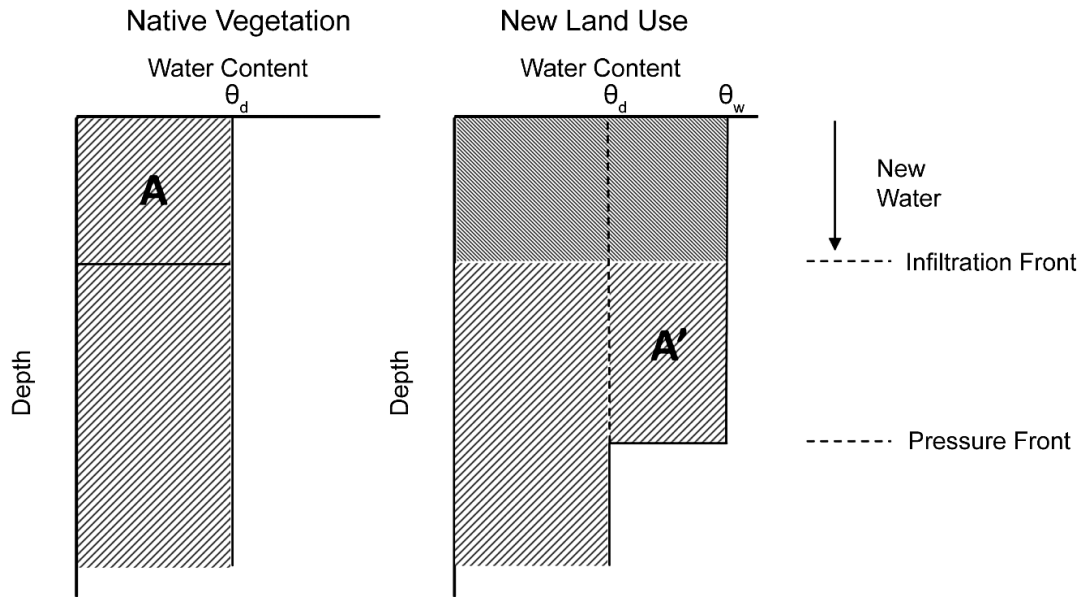 Native Vegetation
Water Content
θd
A
Depth
New Land Use
Water Content
θd θw
A′
Depth
New
Water
Infiltration Front
Pressure Front